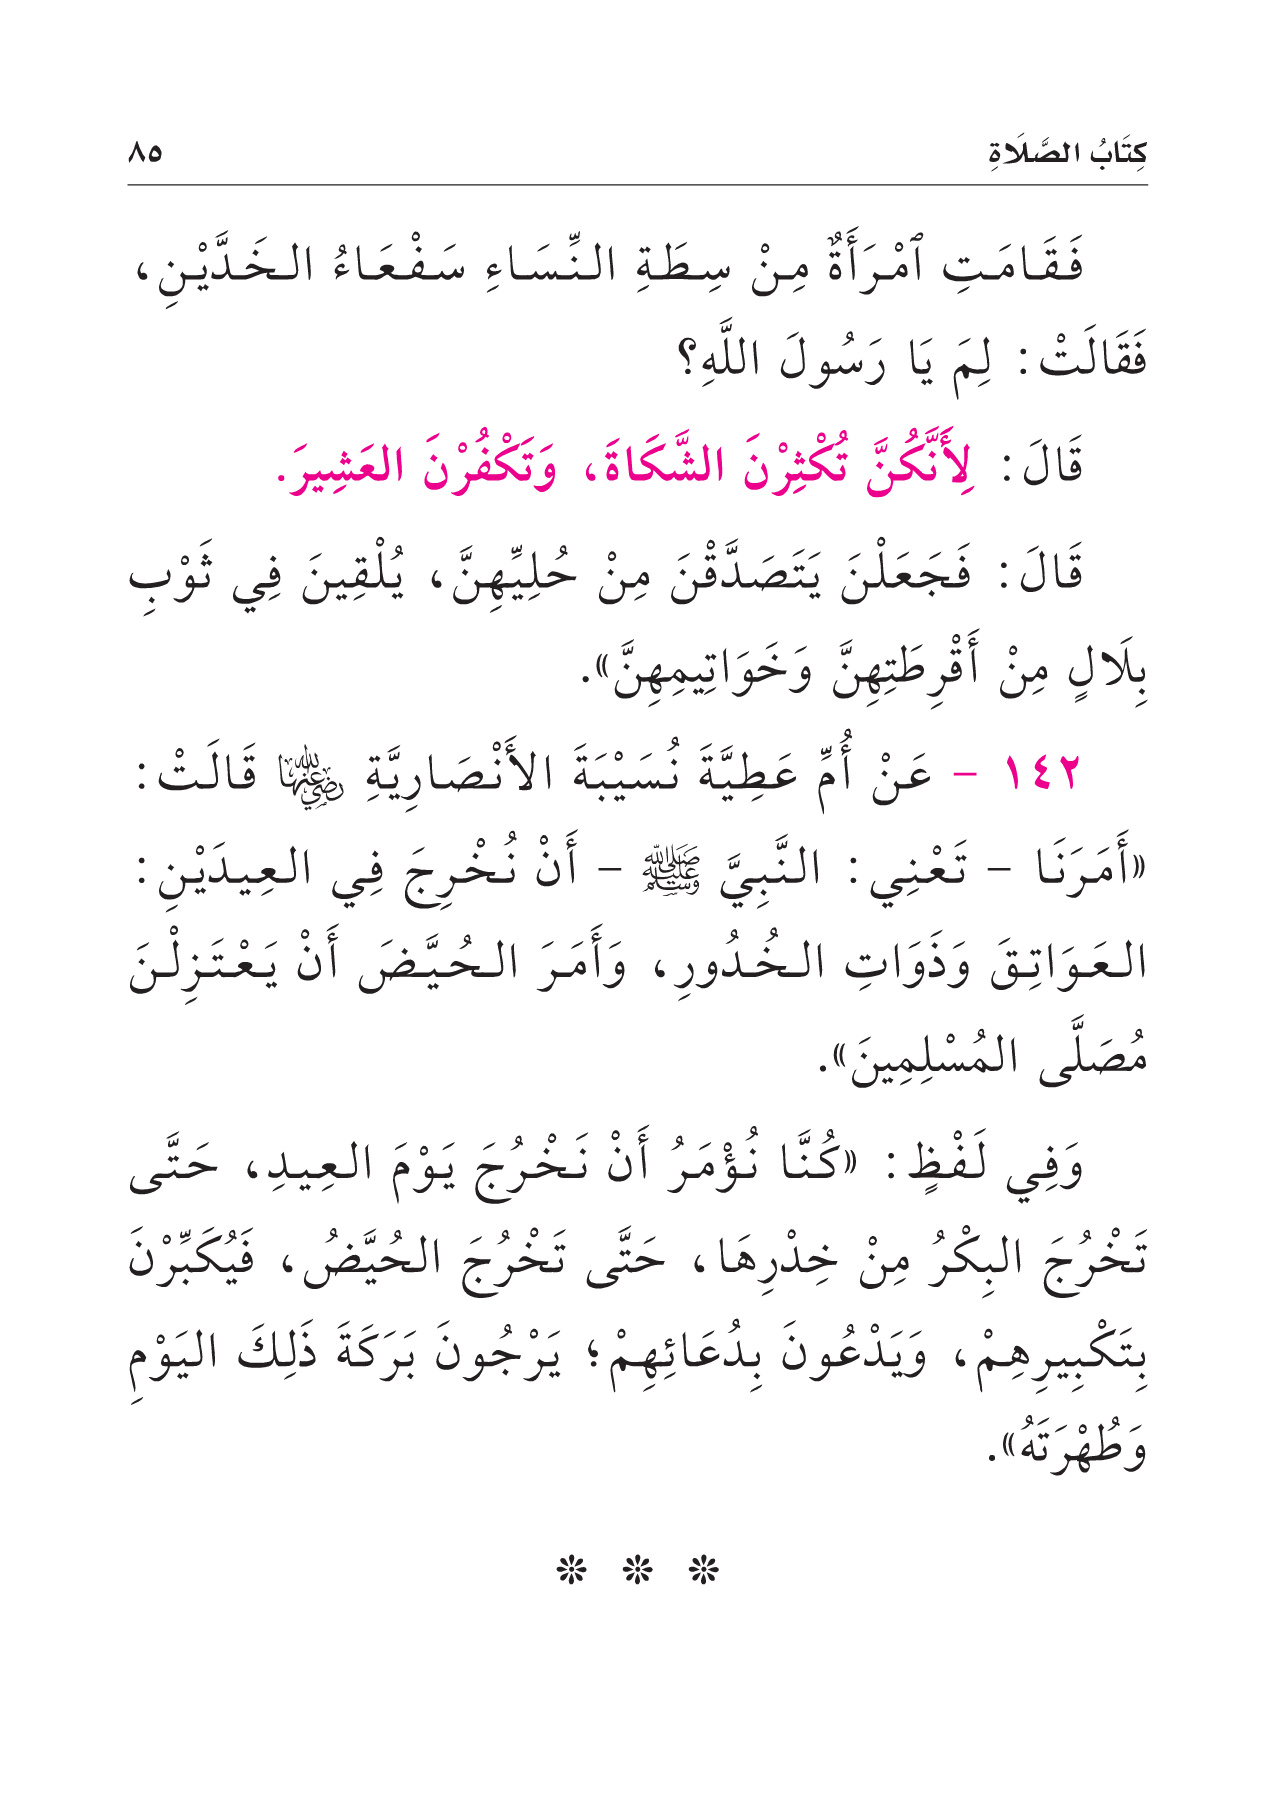 كِتَابُ الصَّلَاةِ ٨٥
فَقَامَتِ ٱمْرَأَةٌ مِنْ سِطَةِ النِّسَاءِ سَفْعَاءُ الخَدَّيْنِ،
فَقَالَتْ: لِمَ يَا رَسُولَ اللَّهِ؟
قَالَ: لِأَنَّكُنَّ تُكْثِرْنَ الشَّكَاةَ، وَتَكْفُرْنَ العَشِيرَ.
قَالَ: فَجَعَلْنَ يَتَصَدَّقْنَ مِنْ حُلِيِّهِنَّ، يُلْقِينَ فِي ثَوْبِ
بِلَالٍ مِنْ أَقْرِطَتِهِنَّ وَخَوَاتِيمِهِنَّ».
١٤٢ - عَنْ أُمِّ عَطِيَّةَ نُسَيْبَةَ الأَنْصَارِيَّةِ رضي الله عنها قَالَتْ:
«أَمَرَنَا - تَعْنِي: النَّبِيَّ ﷺ - أَنْ نُخْرِجَ فِي العِيدَيْنِ:
العَوَاتِقَ وَذَوَاتِ الخُدُورِ، وَأَمَرَ الحُيَّضَ أَنْ يَعْتَزِلْنَ
مُصَلَّى المُسْلِمِينَ».
وَفِي لَفْظٍ: «كُنَّا نُؤْمَرُ أَنْ نَخْرُجَ يَوْمَ العِيدِ، حَتَّى
تَخْرُجَ البِكْرُ مِنْ خِدْرِهَا، حَتَّى تَخْرُجَ الحُيَّضُ، فَيُكَبِّرْنَ
بِتَكْبِيرِهِمْ، وَيَدْعُونَ بِدُعَائِهِمْ؛ يَرْجُونَ بَرَكَةَ ذَلِكَ اليَوْمِ
وَطُهْرَتَهُ».